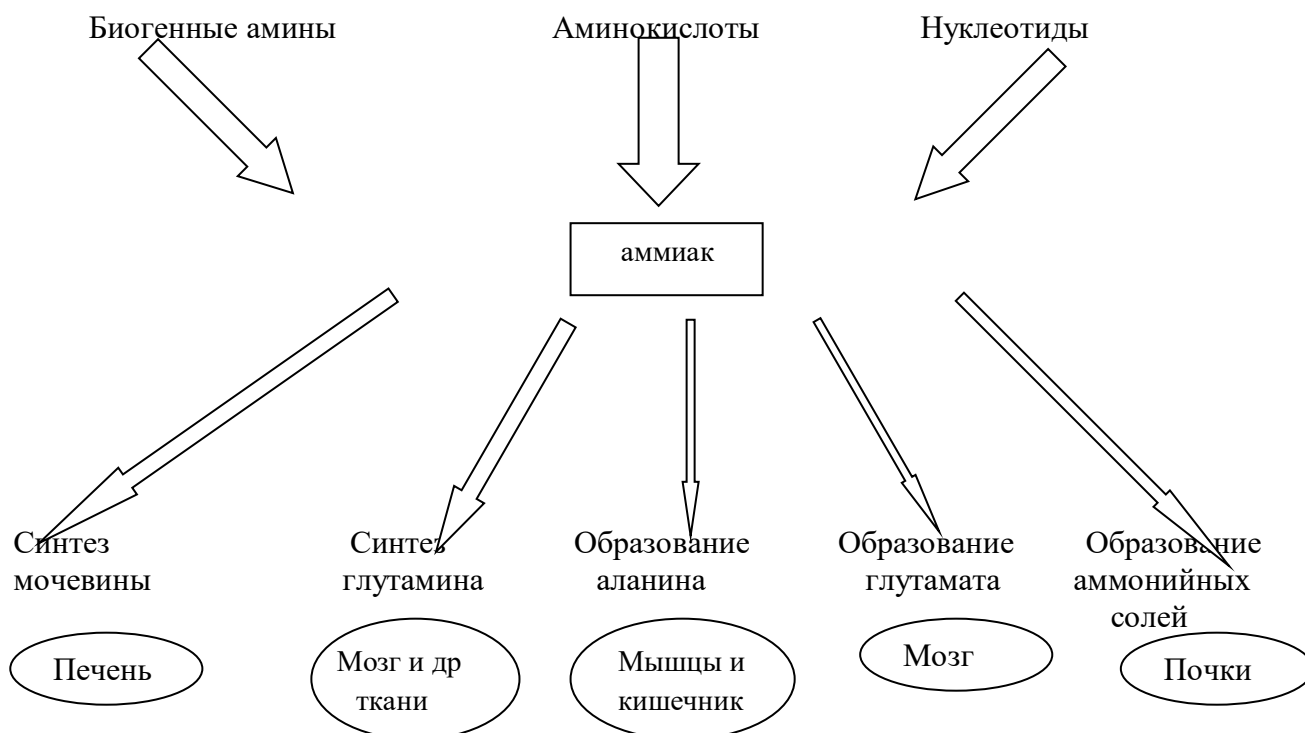 Биогенные амины
Аминокислоты
Нуклеотиды
аммиак
Синтез
мочевины
Синтез
глутамина
Образование
аланина
Образование
глутамата
Образование
аммонийных
солей
Печень
Мозг и др
ткани
Мышцы и
кишечник
Мозг
Почки